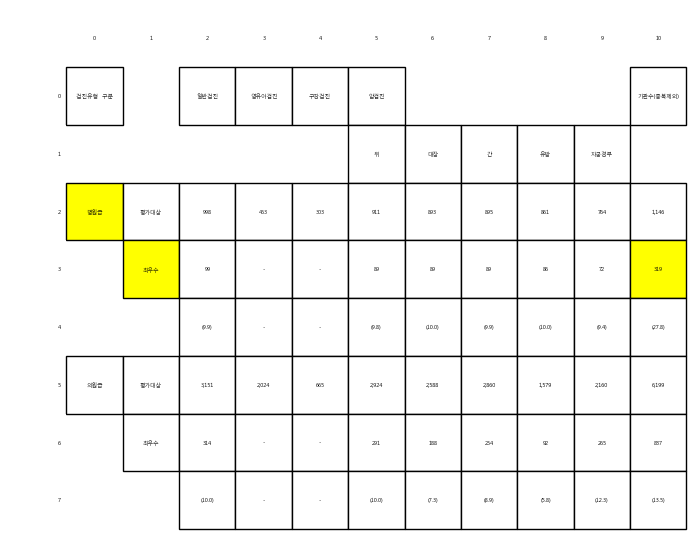 0 1 2 3 4 5 6 7 8 9 10
0 검진유형 구분 일반검진 영유아검진 구강검진 암검진 기관수(중복제외)
1 위 대장 간 유방 자궁경부
2 병원급 평가대상 998 453 303 911 893 895 861 764 1,146
3 최우수 99 - - 89 89 89 86 72 319
4 (9.9) - - (9.8) (10.0) (9.9) (10.0) (9.4) (27.8)
5 의원급 평가대상 3,151 2,024 665 2,924 2,588 2,860 1,579 2,160 6,199
6 최우수 314 - - 291 188 254 92 265 837
7 (10.0) - - (10.0) (7.3) (8.9) (5.8) (12.3) (13.5)